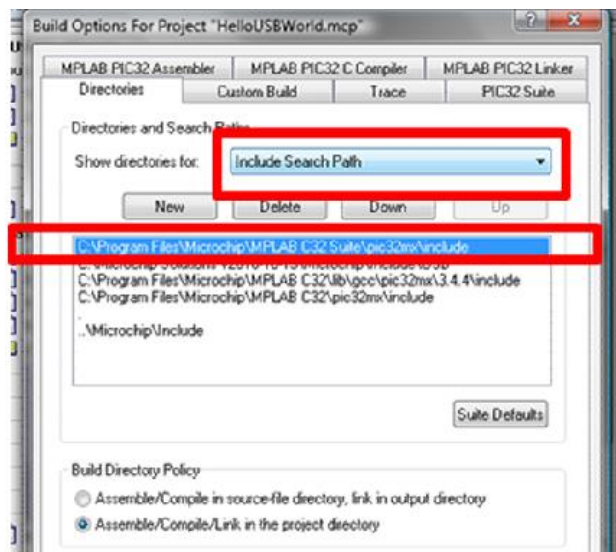 Build Options For Project "HelloUSBWorld.mcp"
MPLAB PIC32 Assembler MPLAB PIC32 C Compiler MPLAB PIC32 Linker
Directories Custom Build Trace PIC32 Suite
Directories and Search Paths
Show directories for: Include Search Path
New Delete Down Up
C:\Program Files\Microchip\MPLAB C32 Suite\pic32mx\include
C:\Program Files\Microchip\MPLAB C32\lib\gcc\pic32mx\3.4.4\include
C:\Program Files\Microchip\MPLAB C32\pic32mx\include
.
..\Microchip\Include
Suite Defaults
Build Directory Policy
Assemble/Compile in source-file directory, link in output directory
Assemble/Compile/Link in the project directory